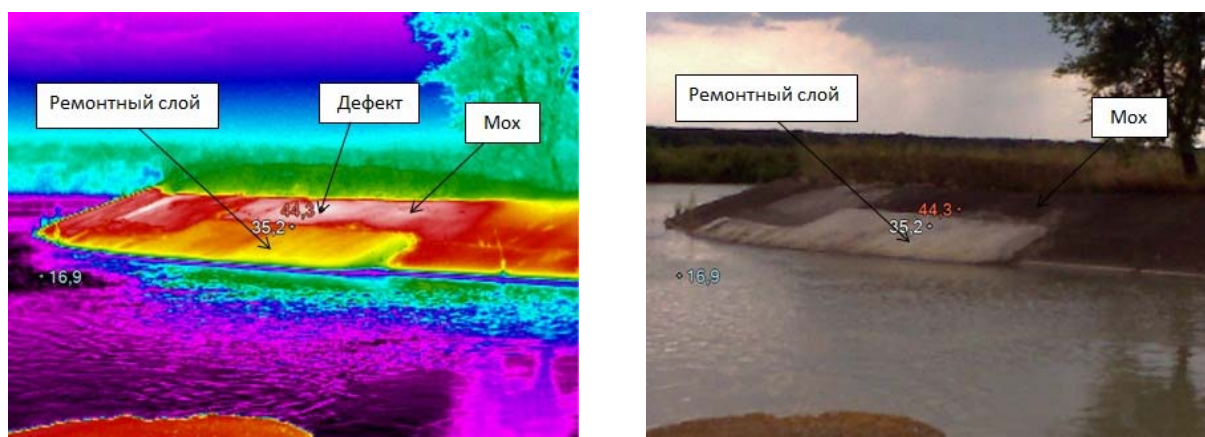 Ремонтный слой
Дефект
Мох
44,3
35,2
16,9
Ремонтный слой
Мох
44,3
35,2
16,9